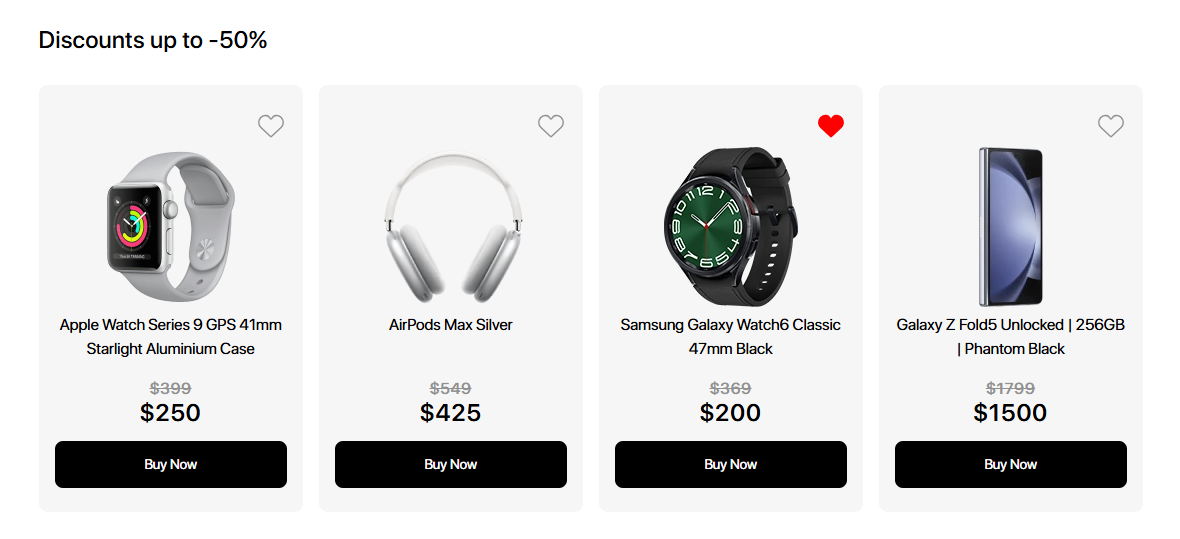 Discounts up to -50%
Apple Watch Series 9 GPS 41mm
Starlight Aluminium Case
$399
$250
Buy Now
AirPods Max Silver
$549
$425
Buy Now
Samsung Galaxy Watch6 Classic
47mm Black
$369
$200
Buy Now
Galaxy Z Fold5 Unlocked | 256GB
| Phantom Black
$1799
$1500
Buy Now